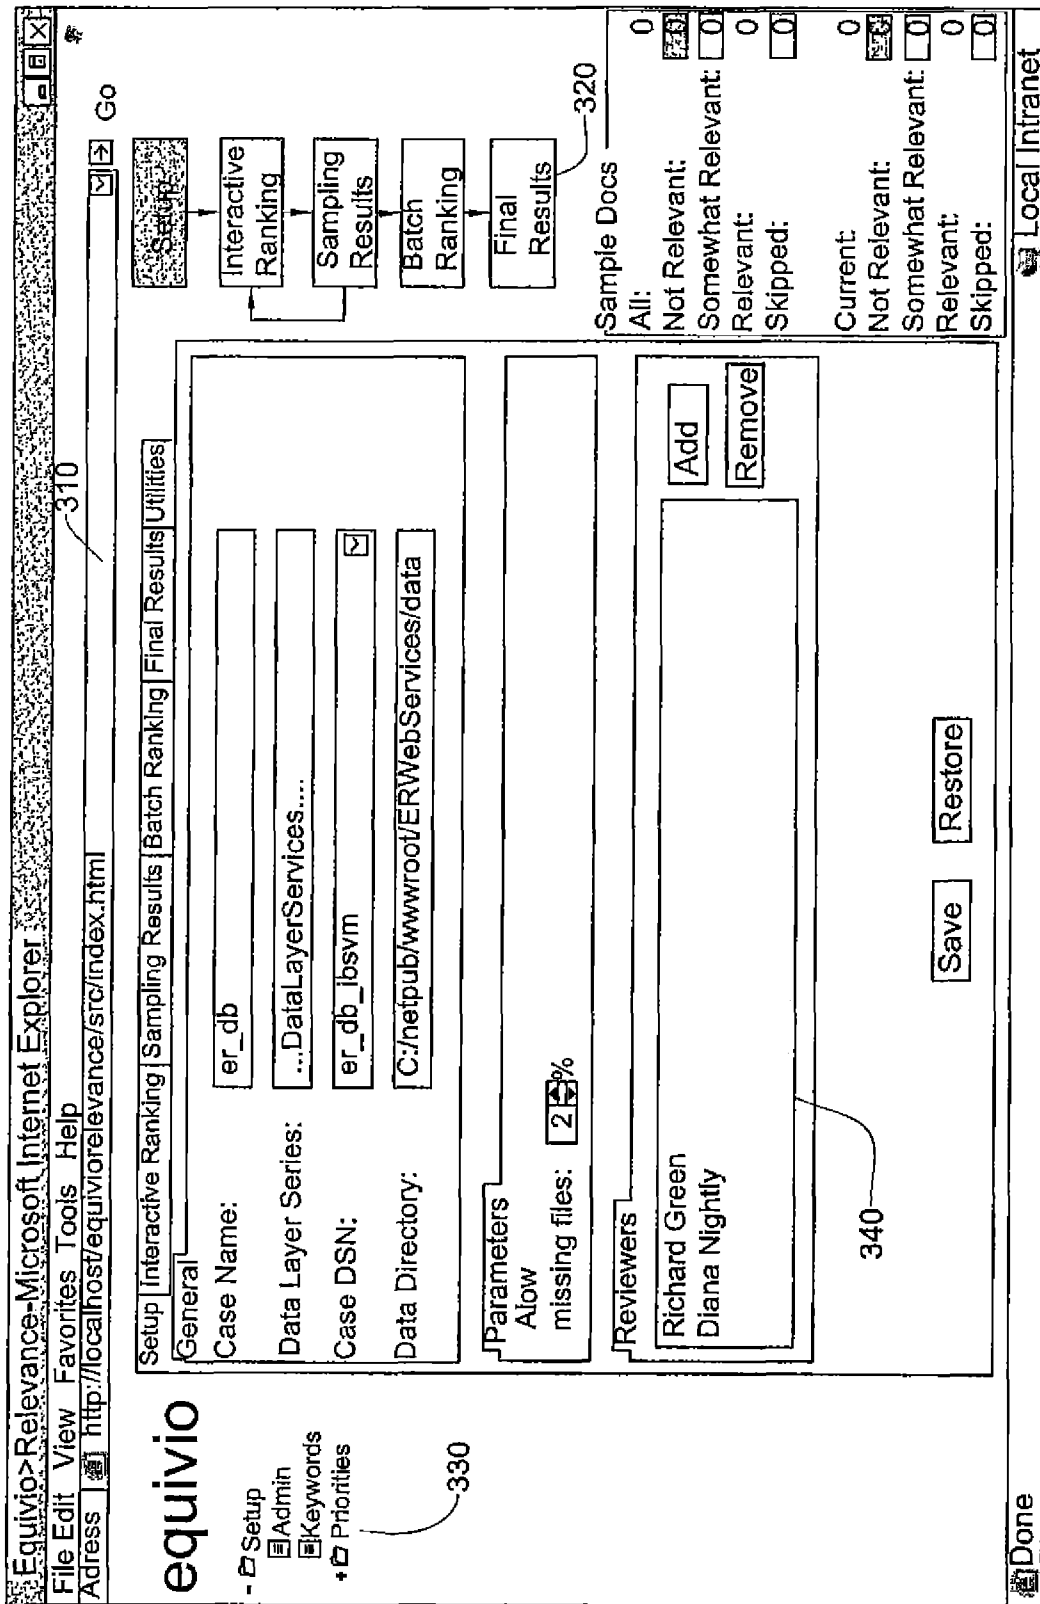 Equivio>Relevance-Microsoft Internet Explorer
File Edit View Favorites Tools Help
Adress http://localhost/equiviorelevance/src/index.html Go
310
equivio
- Setup
Admin
Keywords
+ Priorities
330
Setup Interactive Ranking Sampling Results Batch Ranking Final Results Utilities
General
Case Name: er_db
Data Layer Series: ...DataLayerServices....
Case DSN: er_db_ibsvm
Data Directory: C:/netpub/wwwroot/ERWebServices/data
Parameters
Alow
missing files: 2 %
Reviewers
Richard Green
Diana Nightly
Add
Remove
340
Save Restore
Setup
Interactive
Ranking
Sampling
Results
Batch
Ranking
Final
Results
320
Sample Docs
All: 0
Not Relevant: 0
Somewhat Relevant: 0
Relevant: 0
Skipped: 0
Current: 0
Not Relevant:
Somewhat Relevant: 0
Relevant: 0
Skipped: 0
Done
Local Intranet